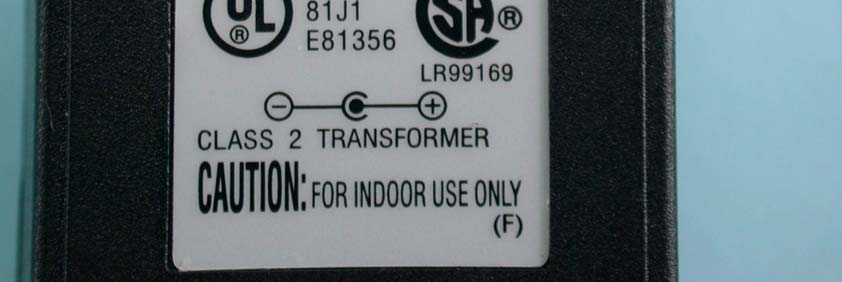 UL ®
81J1
E81356
SA ®
LR99169
CLASS 2 TRANSFORMER
CAUTION: FOR INDOOR USE ONLY
(F)